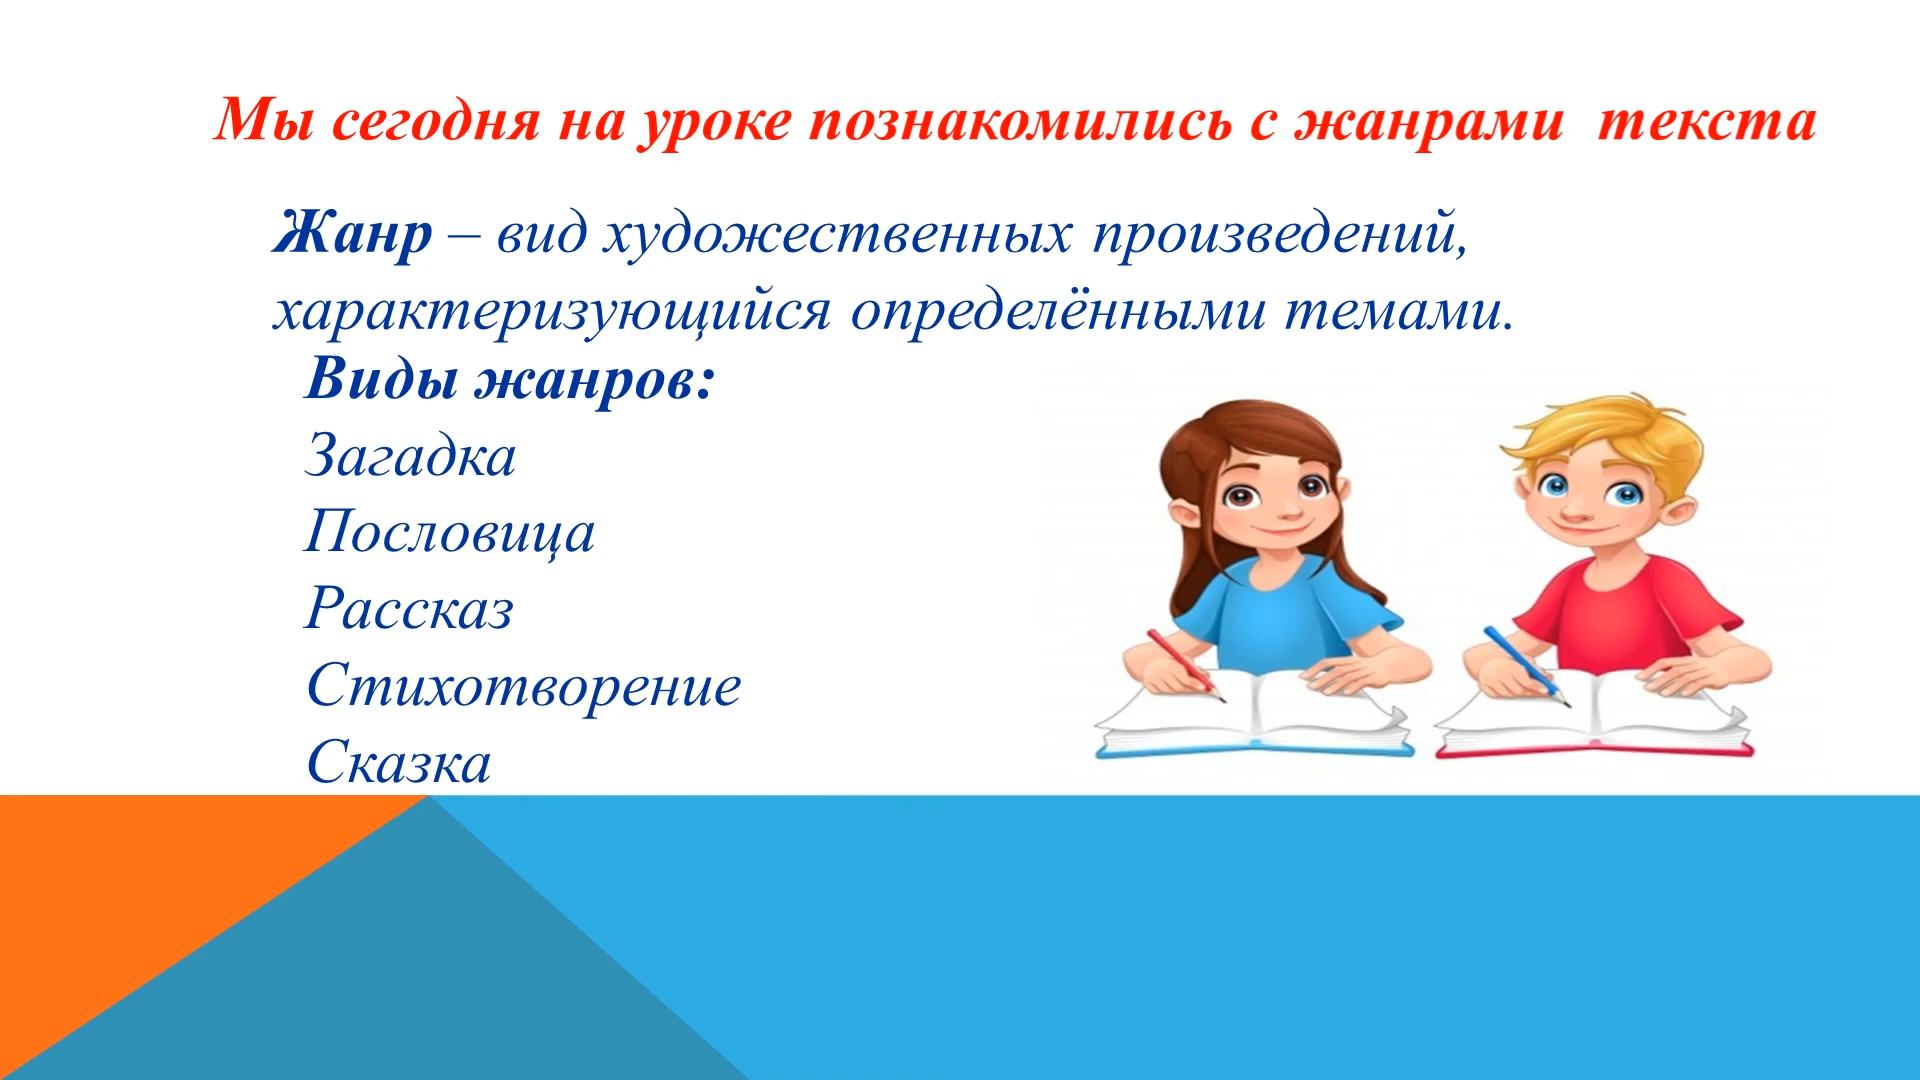 Мы сегодня на уроке познакомились с жанрами текста
Жанр – вид художественных произведений,
характеризующийся определёнными темами.
Виды жанров:
Загадка
Пословица
Рассказ
Стихотворение
Сказка